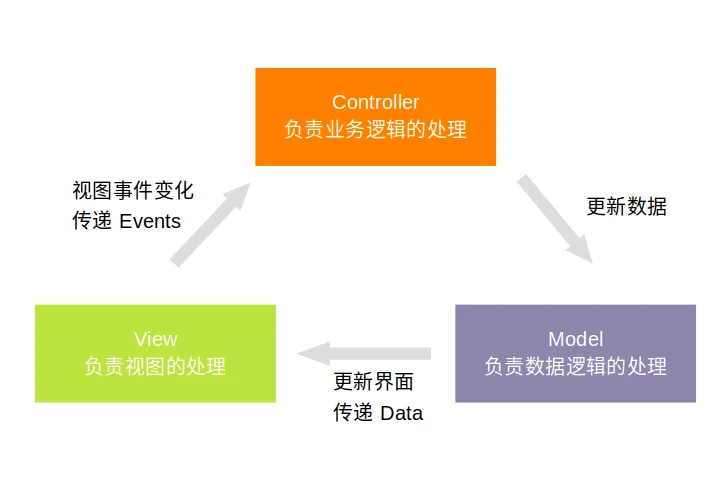 Controller
负责业务逻辑的处理
视图事件变化
传递 Events
更新数据
View
负责视图的处理
Model
负责数据逻辑的处理
更新界面
传递 Data